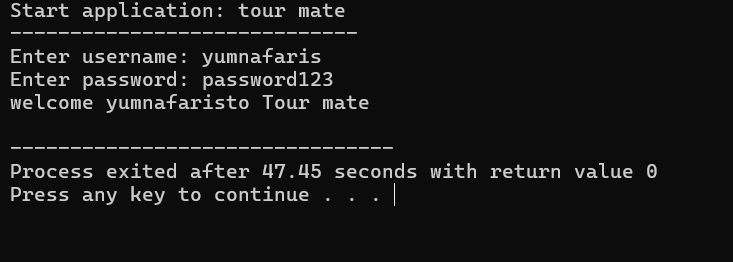 Start application: tour mate
-----------------------------
Enter username: yumnafaris
Enter password: password123
welcome yumnafaristo Tour mate
--------------------------------
Process exited after 47.45 seconds with return value 0
Press any key to continue . . .